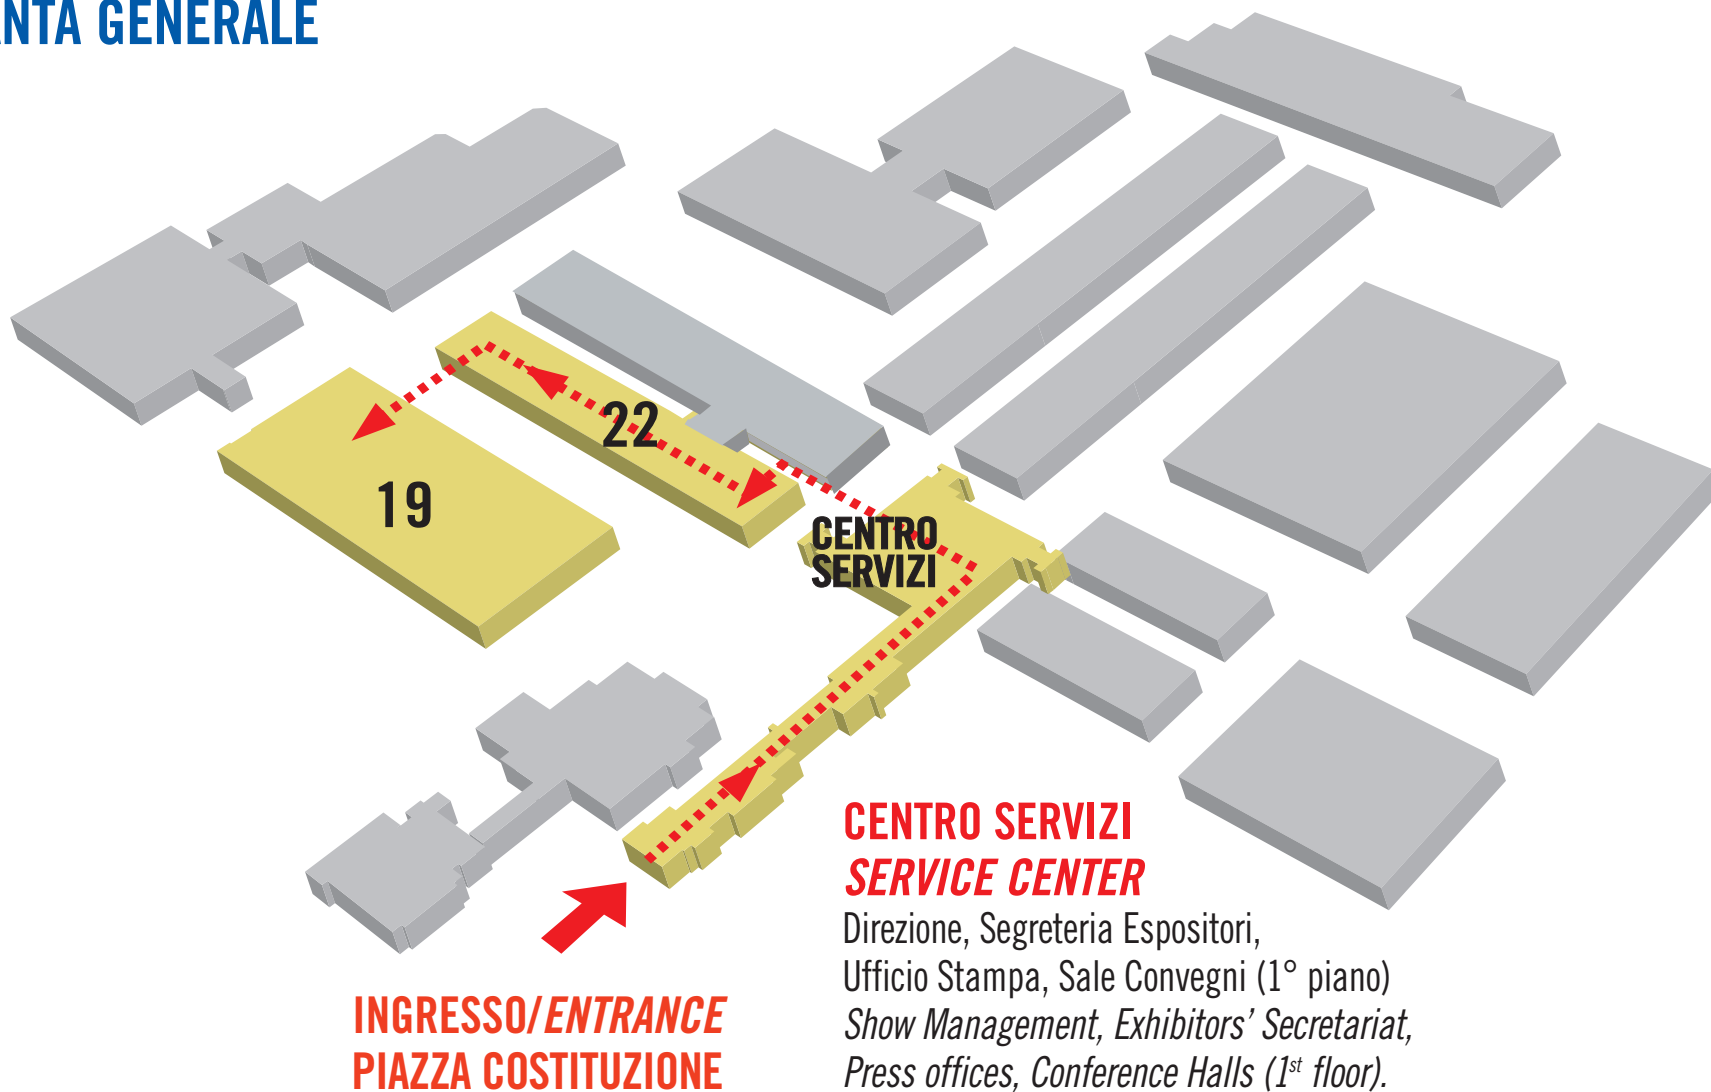 ANTA GENERALE
22
19
CENTRO
SERVIZI
CENTRO SERVIZI
SERVICE CENTER
Direzione, Segreteria Espositori,
Ufficio Stampa, Sale Convegni (1° piano)
Show Management, Exhibitors’ Secretariat,
Press offices, Conference Halls (1st floor).
INGRESSO/ENTRANCE
PIAZZA COSTITUZIONE